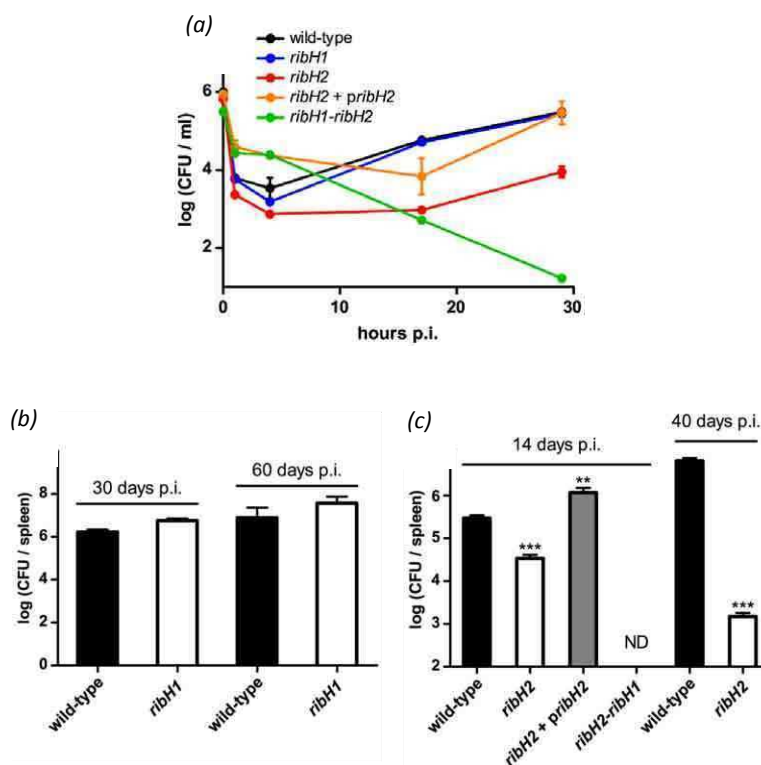 (a)
wild-type
ribH1
ribH2
ribH2 + pribH2
ribH1-ribH2
6
4
2
log (CFU / ml)
0 10 20 30
hours p.i.
(b)
30 days p.i.
60 days p.i.
8
6
4
2
0
log (CFU / spleen)
wild-type
ribH1
wild-type
ribH1
(c)
40 days p.i.
14 days p.i.
6
5
4
3
2
log (CFU / spleen)
***
**
ND
***
wild-type
ribH2
ribH2 + pribH2
ribH2-ribH1
wild-type
ribH2